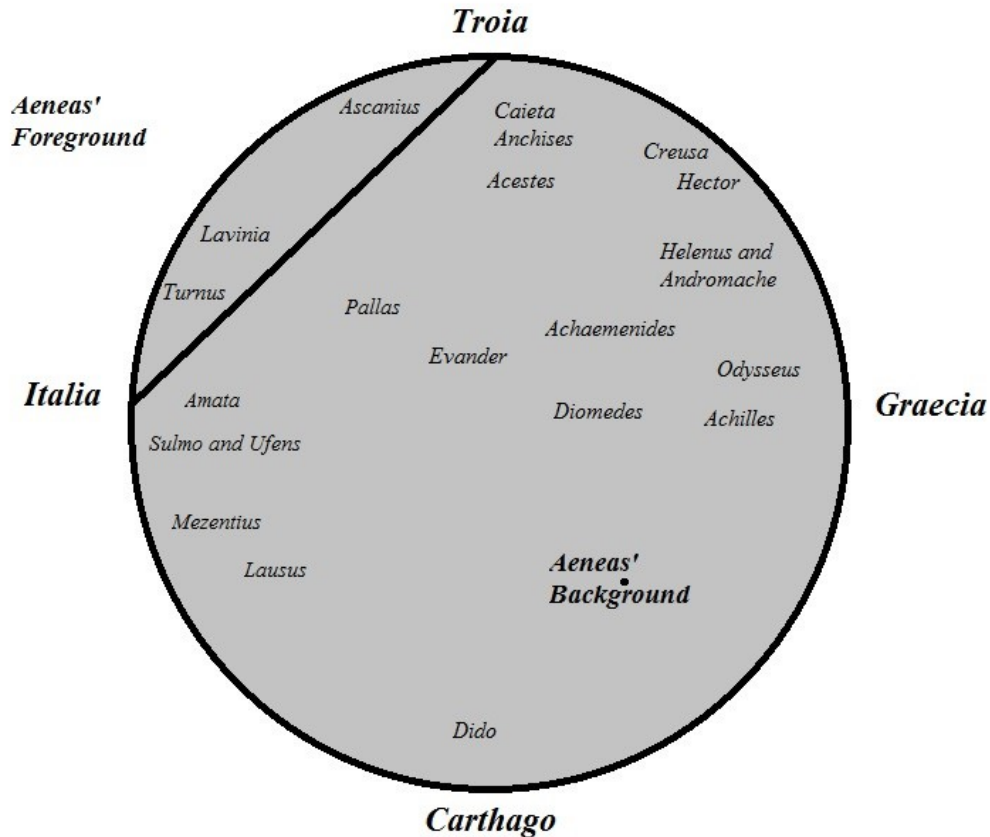 Troia
Aeneas'
Foreground
Ascanius
Caieta
Anchises
Creusa
Acestes
Hector
Lavinia
Helenus and
Andromache
Turnus
Pallas
Achaemenides
Evander
Odysseus
Italia
Amata
Diomedes
Achilles
Graecia
Sulmo and Ufens
Mezentius
Lausus
Aeneas'
Background
Dido
Carthago